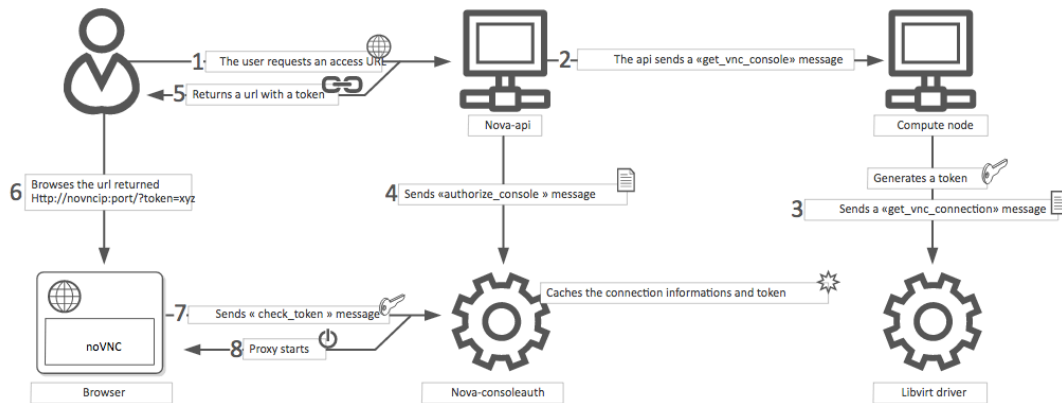 1 The user requests an access URL
2 The api sends a «get_vnc_console» message
5 Returns a url with a token
Nova-api
Compute node
6 Browses the url returned
Http://novncip:port/?token=xyz
4 Sends «authorize_console » message
Generates a token
3 Sends a «get_vnc_connection» message
Caches the connection informations and token
7 Sends « check_token » message
noVNC
8 Proxy starts
Browser
Nova-consoleauth
Libvirt driver